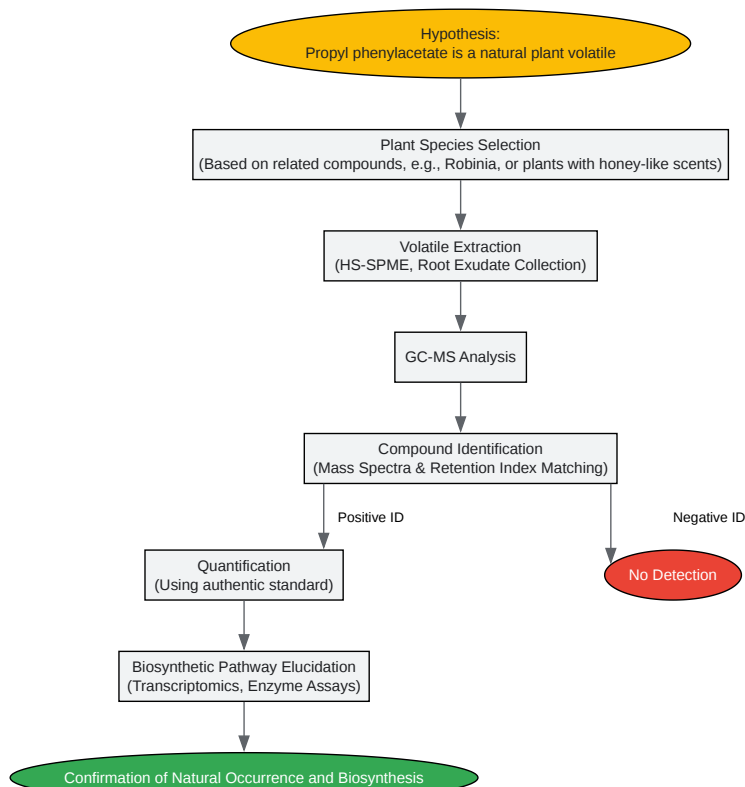 Hypothesis:
Propyl phenylacetate is a natural plant volatile
Plant Species Selection
(Based on related compounds, e.g., Robinia, or plants with honey-like scents)
Volatile Extraction
(HS-SPME, Root Exudate Collection)
GC-MS Analysis
Compound Identification
(Mass Spectra & Retention Index Matching)
Positive ID
Negative ID
Quantification
(Using authentic standard)
No Detection
Biosynthetic Pathway Elucidation
(Transcriptomics, Enzyme Assays)
Confirmation of Natural Occurrence and Biosynthesis